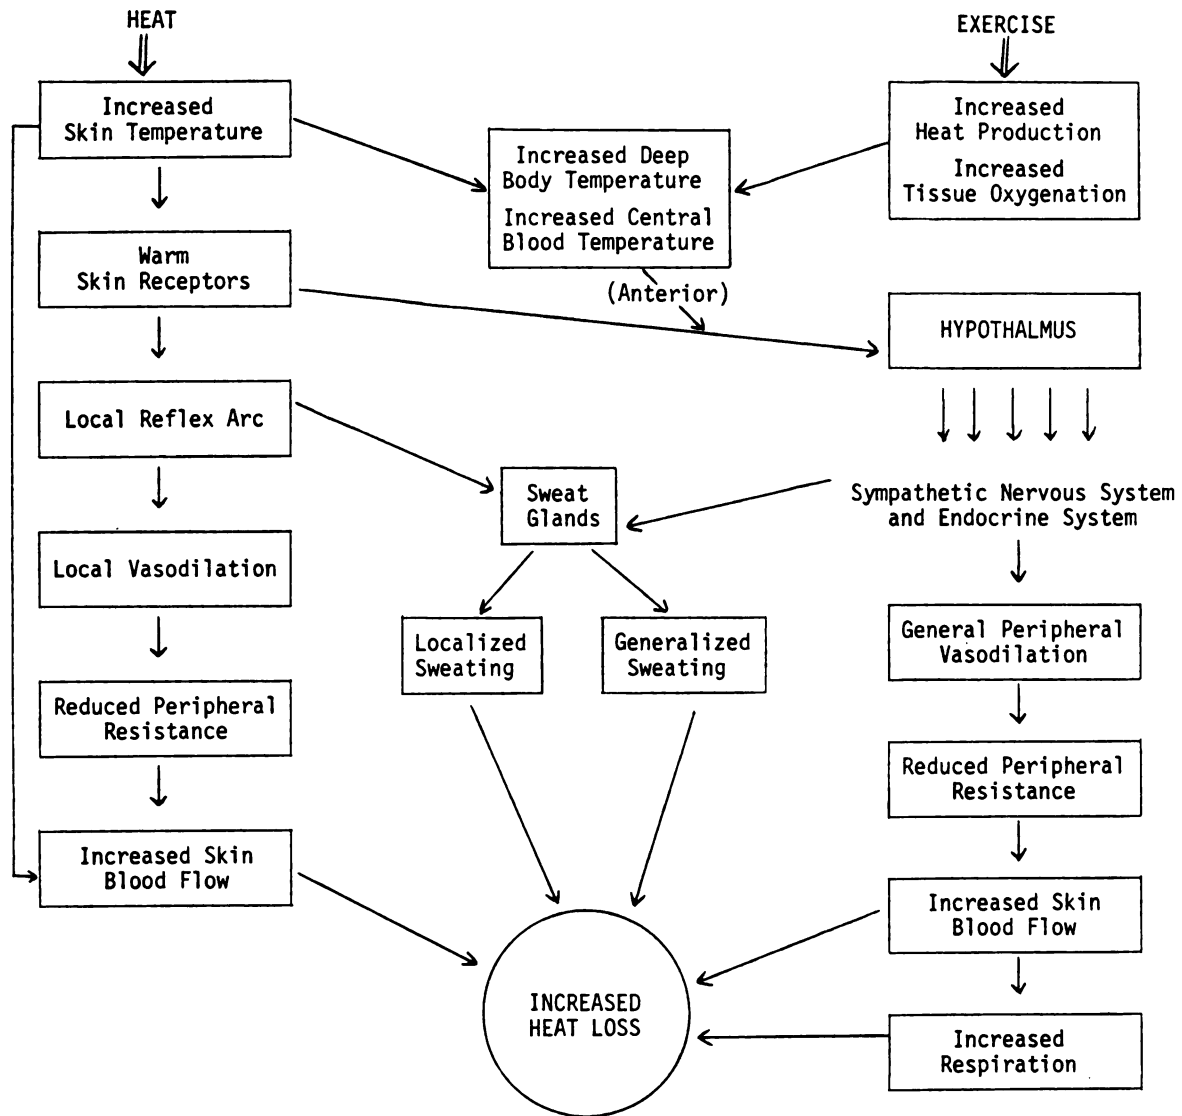 HEAT
EXERCISE
Increased
Skin Temperature
Increased
Heat Production
Increased
Tissue Oxygenation
Increased Deep
Body Temperature
Increased Central
Blood Temperature
Warm
Skin Receptors
(Anterior)
HYPOTHALMUS
Local Reflex Arc
Sweat
Glands
Sympathetic Nervous System
and Endocrine System
Local Vasodilation
Localized
Sweating
Generalized
Sweating
General Peripheral
Vasodilation
Reduced Peripheral
Resistance
Reduced Peripheral
Resistance
Increased Skin
Blood Flow
Increased Skin
Blood Flow
INCREASED
HEAT LOSS
Increased
Respiration